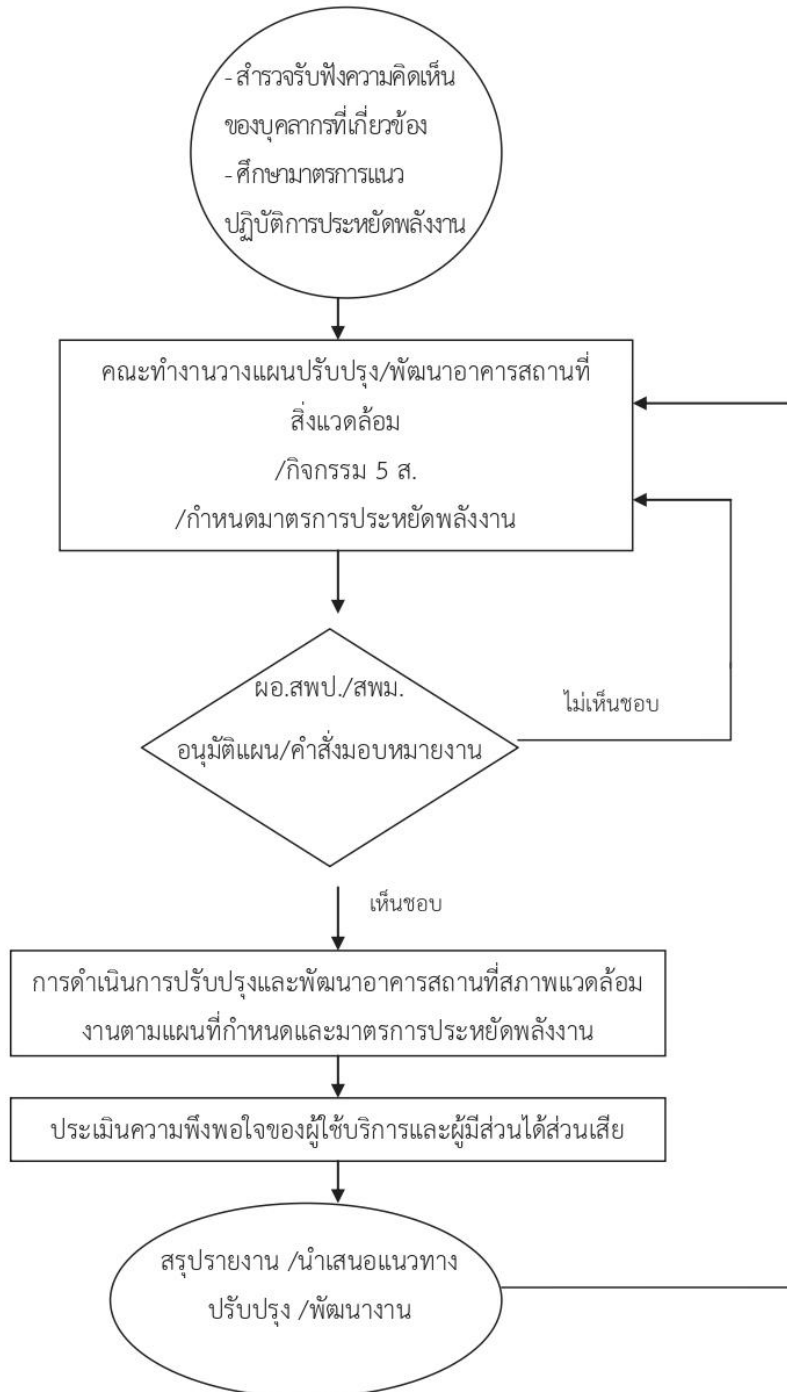 - สำรวจรับฟังความคิดเห็น
ของบุคลากรที่เกี่ยวข้อง
- ศึกษามาตรการแนว
ปฏิบัติการประหยัดพลังงาน
คณะทำงานวางแผนปรับปรุง/พัฒนาอาคารสถานที่
สิ่งแวดล้อม
/กิจกรรม 5 ส.
/กำหนดมาตรการประหยัดพลังงาน
ผอ.สพป./สพม.
อนุมัติแผน/คำสั่งมอบหมายงาน
ไม่เห็นชอบ
เห็นชอบ
การดำเนินการปรับปรุงและพัฒนาอาคารสถานที่สภาพแวดล้อม
งานตามแผนที่กำหนดและมาตรการประหยัดพลังงาน
ประเมินความพึงพอใจของผู้ใช้บริการและผู้มีส่วนได้ส่วนเสีย
สรุปรายงาน /นำเสนอแนวทาง
ปรับปรุง /พัฒนางาน